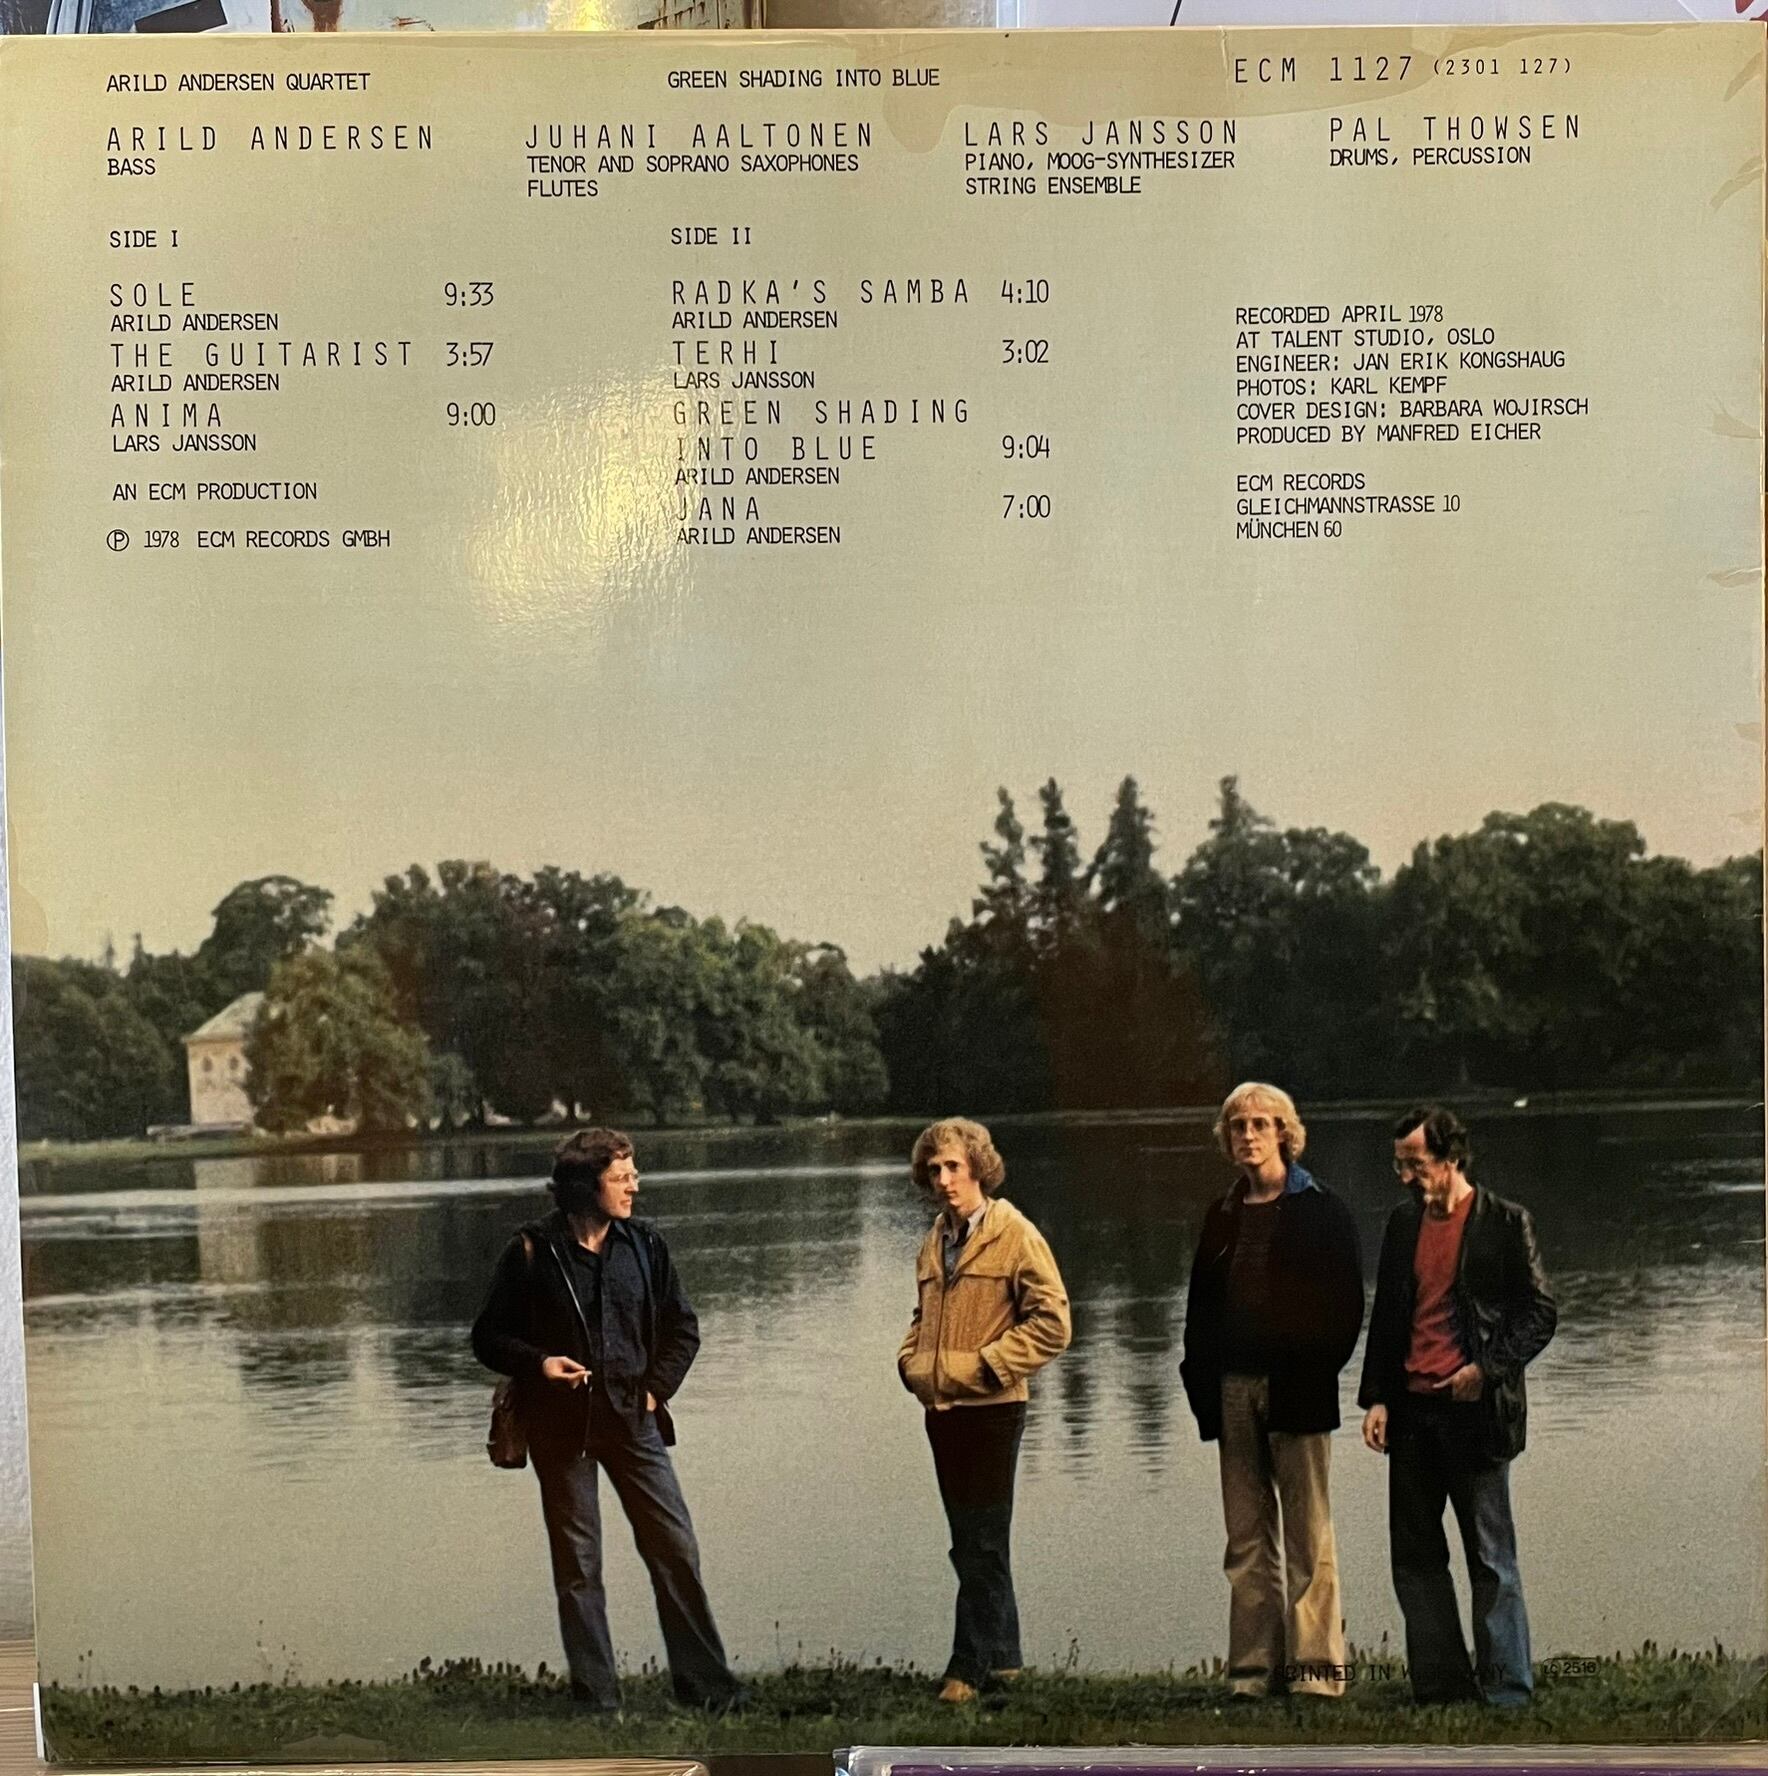 ARILD ANDERSEN QUARTET
GREEN SHADING INTO BLUE
ECM 1127 (2301 127)
ARILD ANDERSEN
BASS
JUHANI AALTONEN
TENOR AND SOPRANO SAXOPHONES
FLUTES
LARS JANSSON
PIANO, MOOG-SYNTHESIZER
STRING ENSEMBLE
PAL THOWSEN
DRUMS, PERCUSSION
SIDE I
SOLE 9:33
ARILD ANDERSEN
THE GUITARIST 3:57
ARILD ANDERSEN
ANIMA 9:00
LARS JANSSON
AN ECM PRODUCTION
Ⓟ 1978 ECM RECORDS GMBH
SIDE II
RADKA'S SAMBA 4:10
ARILD ANDERSEN
TERHI 3:02
LARS JANSSON
GREEN SHADING
INTO BLUE 9:04
ARILD ANDERSEN
JANA 7:00
ARILD ANDERSEN
RECORDED APRIL 1978
AT TALENT STUDIO, OSLO
ENGINEER: JAN ERIK KONGSHAUG
PHOTOS: KARL KEMPF
COVER DESIGN: BARBARA WOJIRSCH
PRODUCED BY MANFRED EICHER
ECM RECORDS
GLEICHMANNSTRASSE 10
MÜNCHEN 60
PRINTED IN W. GERMANY
LC 2516